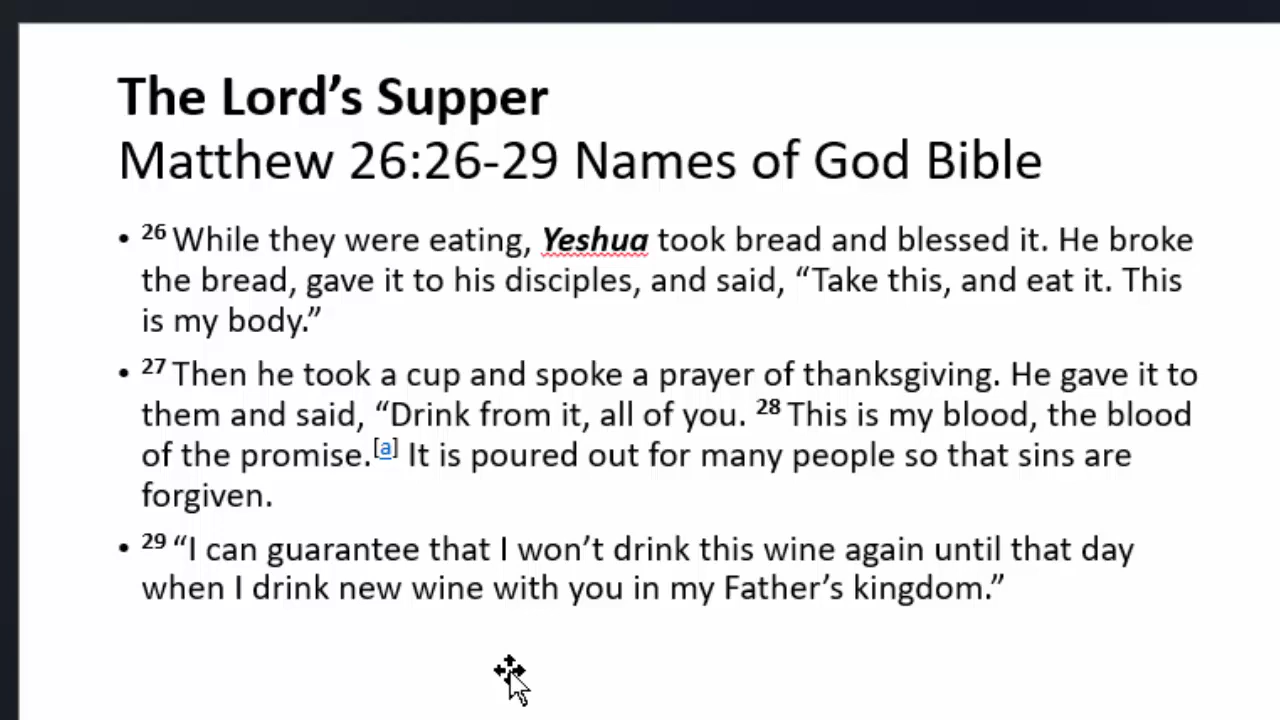 The Lord’s Supper
Matthew 26:26-29 Names of God Bible
• 26 While they were eating, Yeshua took bread and blessed it. He broke
the bread, gave it to his disciples, and said, “Take this, and eat it. This
is my body.”
• 27 Then he took a cup and spoke a prayer of thanksgiving. He gave it to
them and said, “Drink from it, all of you. 28 This is my blood, the blood
of the promise.[a] It is poured out for many people so that sins are
forgiven.
• 29 “I can guarantee that I won’t drink this wine again until that day
when I drink new wine with you in my Father’s kingdom.”